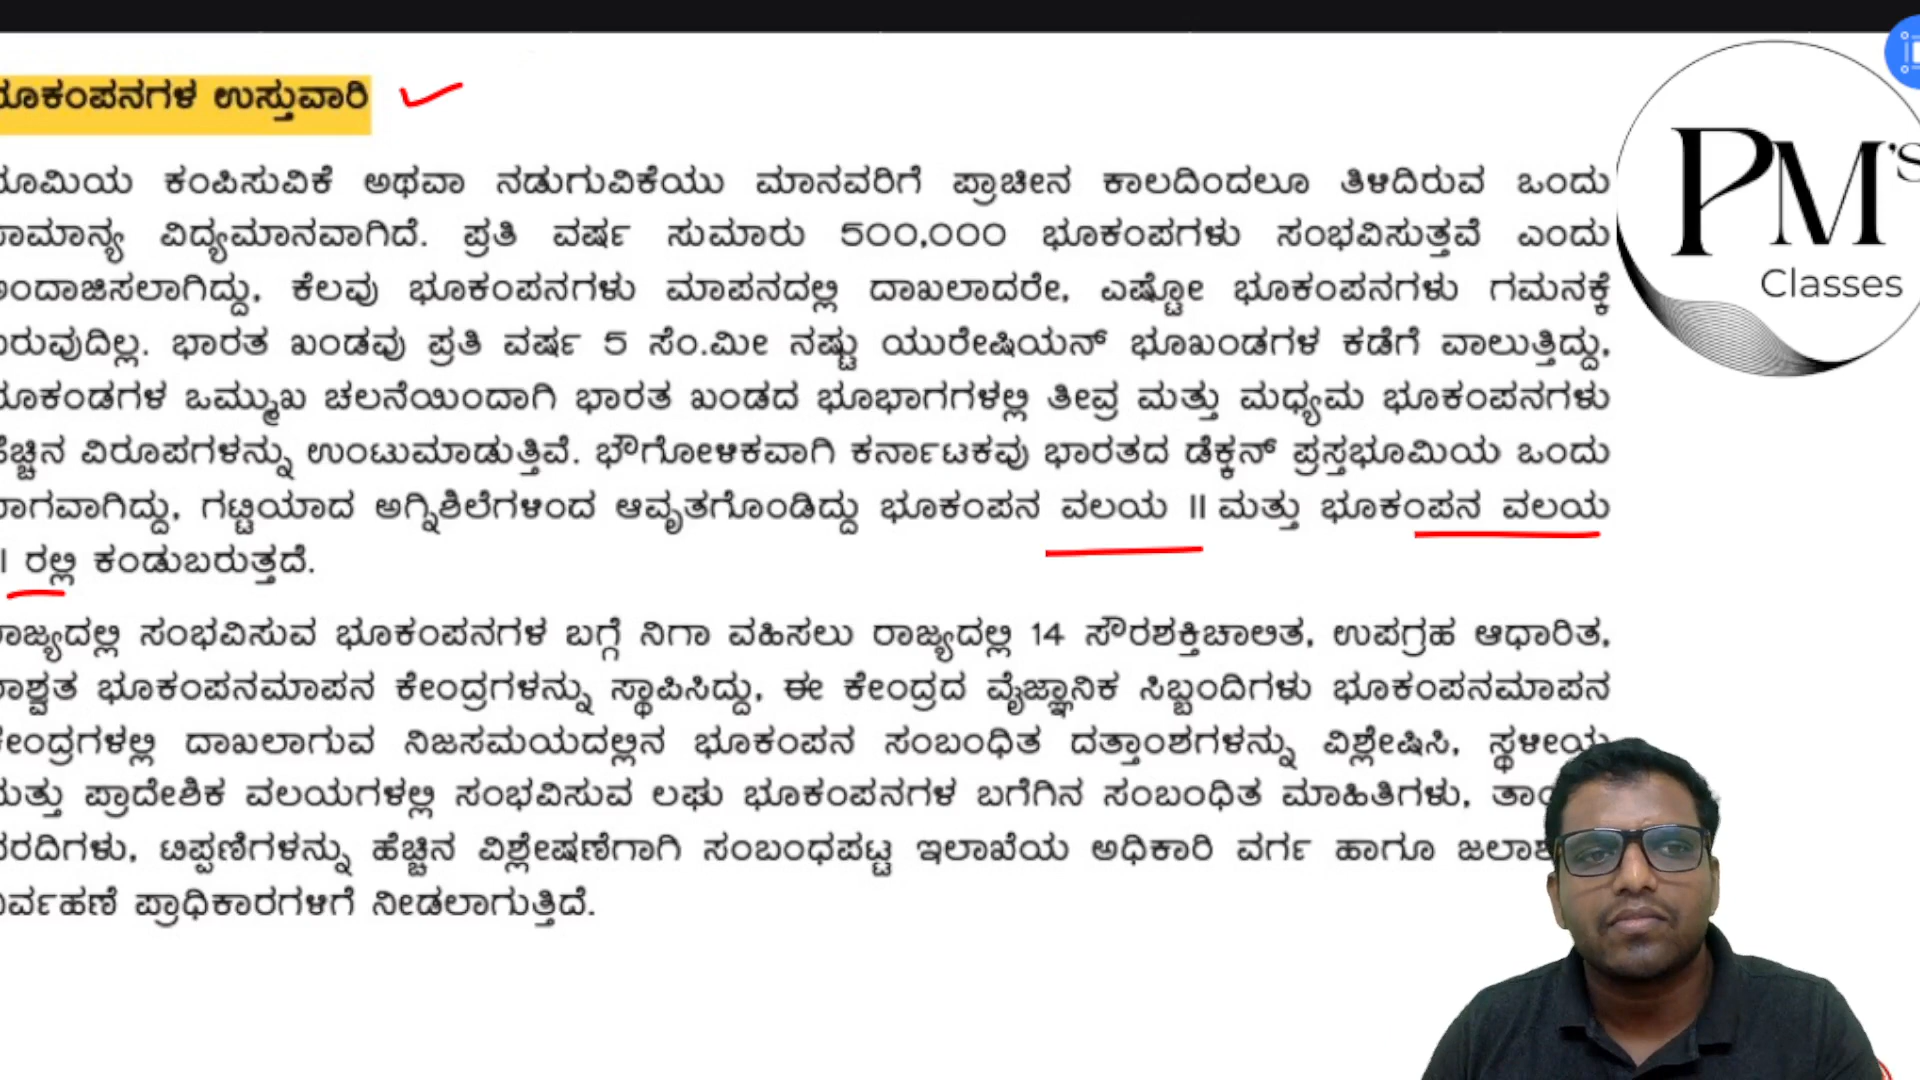 ಭೂಕಂಪನಗಳ ಉಸ್ತುವಾರಿ
ಭೂಮಿಯ ಕಂಪಿಸುವಿಕೆ ಅಥವಾ ನಡುಗುವಿಕೆಯು ಮಾನವರಿಗೆ ಪ್ರಾಚೀನ ಕಾಲದಿಂದಲೂ ತಿಳಿದಿರುವ ಒಂದು
ಸಾಮಾನ್ಯ ವಿದ್ಯಮಾನವಾಗಿದೆ. ಪ್ರತಿ ವರ್ಷ ಸುಮಾರು 500,000 ಭೂಕಂಪಗಳು ಸಂಭವಿಸುತ್ತವೆ ಎಂದು
ಅಂದಾಜಿಸಲಾಗಿದ್ದು, ಕೆಲವು ಭೂಕಂಪನಗಳು ಮಾಪನದಲ್ಲಿ ದಾಖಲಾದರೇ, ಎಷ್ಟೋ ಭೂಕಂಪನಗಳು ಗಮನಕ್ಕೆ
ಬರುವುದಿಲ್ಲ. ಭಾರತ ಖಂಡವು ಪ್ರತಿ ವರ್ಷ 5 ಸೆಂ.ಮೀ ನಷ್ಟು ಯುರೇಷಿಯನ್ ಭೂಖಂಡಗಳ ಕಡೆಗೆ ವಾಲುತ್ತಿದ್ದು,
ಭೂಕಂಡಗಳ ಒಮ್ಮುಖ ಚಲನೆಯಿಂದಾಗಿ ಭಾರತ ಖಂಡದ ಭೂಭಾಗಗಳಲ್ಲಿ ತೀವ್ರ ಮತ್ತು ಮಧ್ಯಮ ಭೂಕಂಪನಗಳು
ಹೆಚ್ಚಿನ ವಿರೂಪಗಳನ್ನು ಉಂಟುಮಾಡುತ್ತಿವೆ. ಭೌಗೋಳಿಕವಾಗಿ ಕರ್ನಾಟಕವು ಭಾರತದ ಡೆಕ್ಕನ್ ಪ್ರಸ್ತಭೂಮಿಯ ಒಂದು
ಭಾಗವಾಗಿದ್ದು, ಗಟ್ಟಿಯಾದ ಅಗ್ನಿಶಿಲೆಗಳಿಂದ ಆವೃತಗೊಂಡಿದ್ದು ಭೂಕಂಪನ ವಲಯ II ಮತ್ತು ಭೂಕಂಪನ ವಲಯ
ರಲ್ಲಿ ಕಂಡುಬರುತ್ತದೆ.
ರಾಜ್ಯದಲ್ಲಿ ಸಂಭವಿಸುವ ಭೂಕಂಪನಗಳ ಬಗ್ಗೆ ನಿಗಾ ವಹಿಸಲು ರಾಜ್ಯದಲ್ಲಿ 14 ಸೌರಶಕ್ತಿಚಾಲಿತ, ಉಪಗ್ರಹ ಆಧಾರಿತ,
ಶಾಶ್ವತ ಭೂಕಂಪನಮಾಪನ ಕೇಂದ್ರಗಳನ್ನು ಸ್ಥಾಪಿಸಿದ್ದು, ಈ ಕೇಂದ್ರದ ವೈಜ್ಞಾನಿಕ ಸಿಬ್ಬಂದಿಗಳು ಭೂಕಂಪನಮಾಪನ
ಕೇಂದ್ರಗಳಲ್ಲಿ ದಾಖಲಾಗುವ ನಿಜಸಮಯದಲ್ಲಿನ ಭೂಕಂಪನ ಸಂಬಂಧಿತ ದತ್ತಾಂಶಗಳನ್ನು ವಿಶ್ಲೇಷಿಸಿ, ಸ್ಥಳೀಯ
ಮತ್ತು ಪ್ರಾದೇಶಿಕ ವಲಯಗಳಲ್ಲಿ ಸಂಭವಿಸುವ ಲಘು ಭೂಕಂಪನಗಳ ಬಗೆಗಿನ ಸಂಬಂಧಿತ ಮಾಹಿತಿಗಳು,
ವರದಿಗಳು, ಟಿಪ್ಪಣಿಗಳನ್ನು ಹೆಚ್ಚಿನ ವಿಶ್ಲೇಷಣೆಗಾಗಿ ಸಂಬಂಧಪಟ್ಟ ಇಲಾಖೆಯ ಅಧಿಕಾರಿ ವರ್ಗ ಹಾಗೂ
ನಿರ್ವಹಣೆ ಪ್ರಾಧಿಕಾರಗಳಿಗೆ ನೀಡಲಾಗುತ್ತಿದೆ.
PM's
Classes